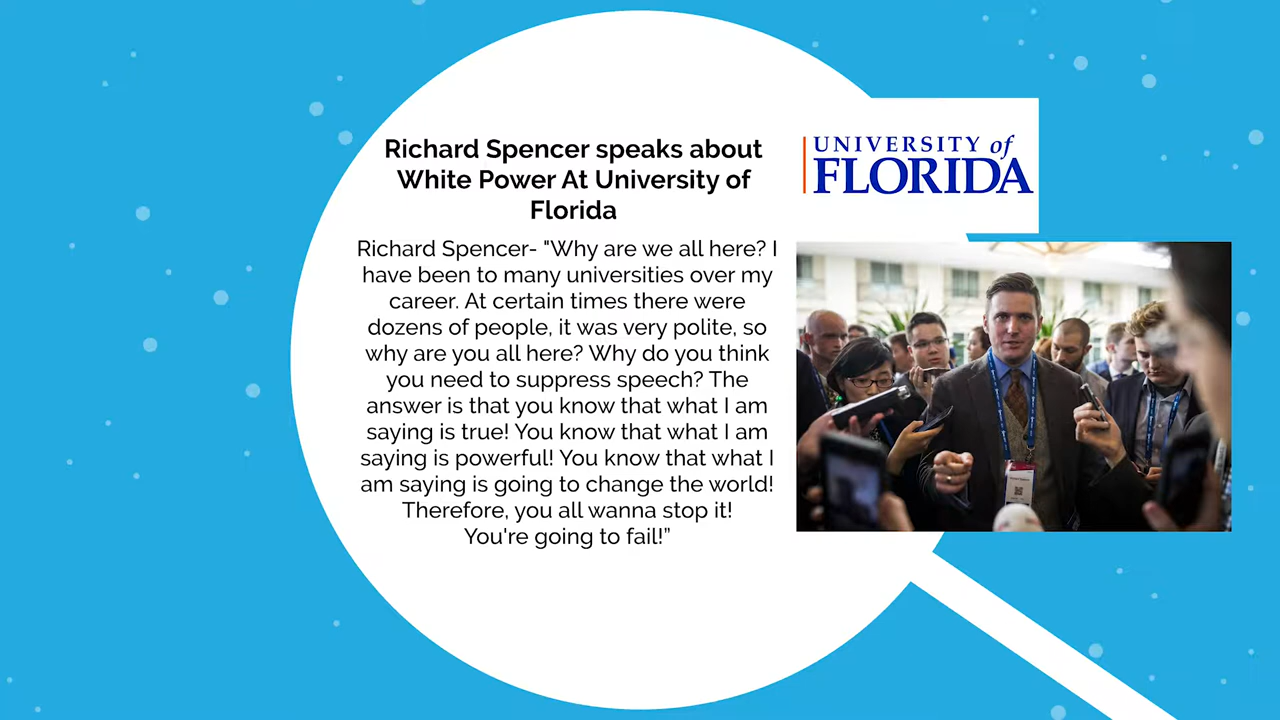 Richard Spencer speaks about
White Power At University of
Florida
Richard Spencer- "Why are we all here? I
have been to many universities over my
career. At certain times there were
dozens of people, it was very polite, so
why are you all here? Why do you think
you need to suppress speech? The
answer is that you know that what I am
saying is true! You know that what I am
saying is powerful! You know that what I
am saying is going to change the world!
Therefore, you all wanna stop it!
You're going to fail!”
UNIVERSITY of
FLORIDA